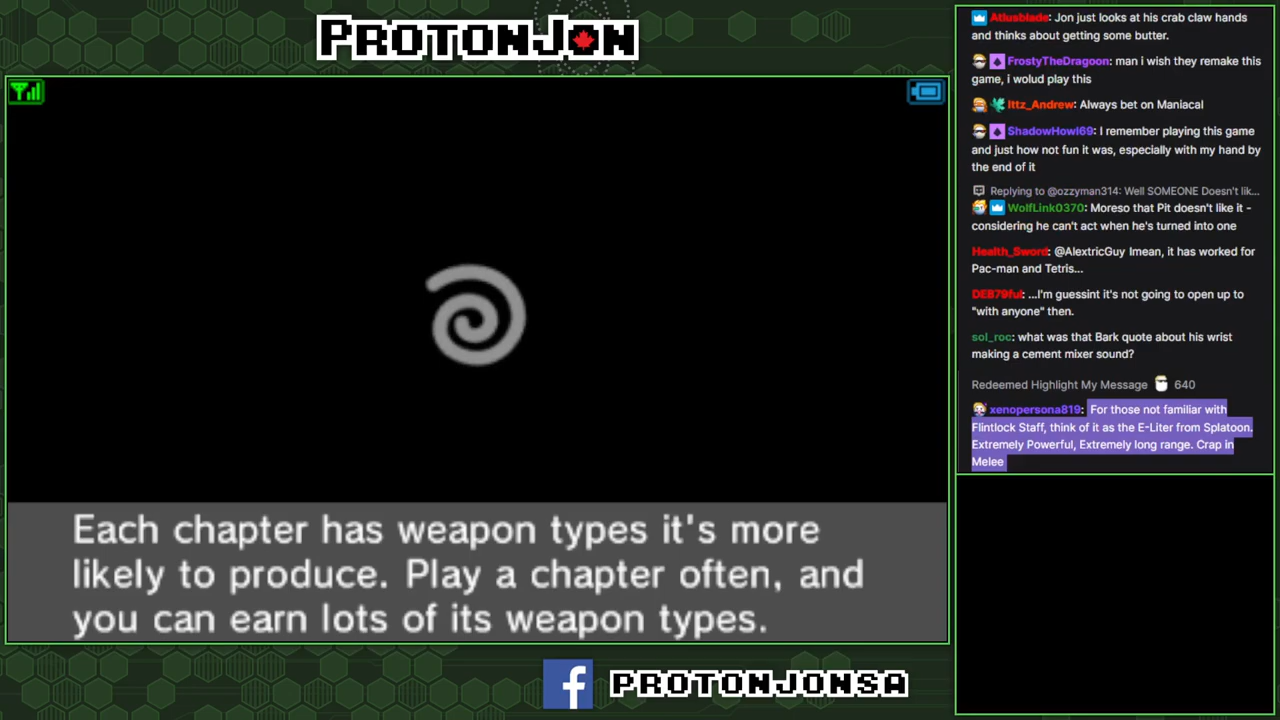 PROTONJON
Each chapter has weapon types it's more
likely to produce. Play a chapter often, and
you can earn lots of its weapon types.
PROTONJONSA
Atlusblade: Jon just looks at his crab claw hands
and thinks about getting some butter.
FrostyTheDragoon: man i wish they remake this
game, i wolud play this
Ittz_Andrew: Always bet on Maniacal
ShadowHowl69: I remember playing this game
and just how not fun it was, especially with my hand by
the end of it
Replying to @ozzyman314: Well SOMEONE Doesn't lik...
WolfLink0370: Moreso that Pit doesn't like it -
considering he can't act when he's turned into one
Health_Sword: @AlextricGuy Imean, it has worked for
Pac-man and Tetris...
DEB79ful: ...I'm guessint it's not going to open up to
"with anyone" then.
sol_roc: what was that Bark quote about his wrist
making a cement mixer sound?
Redeemed Highlight My Message 640
xenopersona819: For those not familiar with
Flintlock Staff, think of it as the E-Liter from Splatoon.
Extremely Powerful, Extremely long range. Crap in
Melee